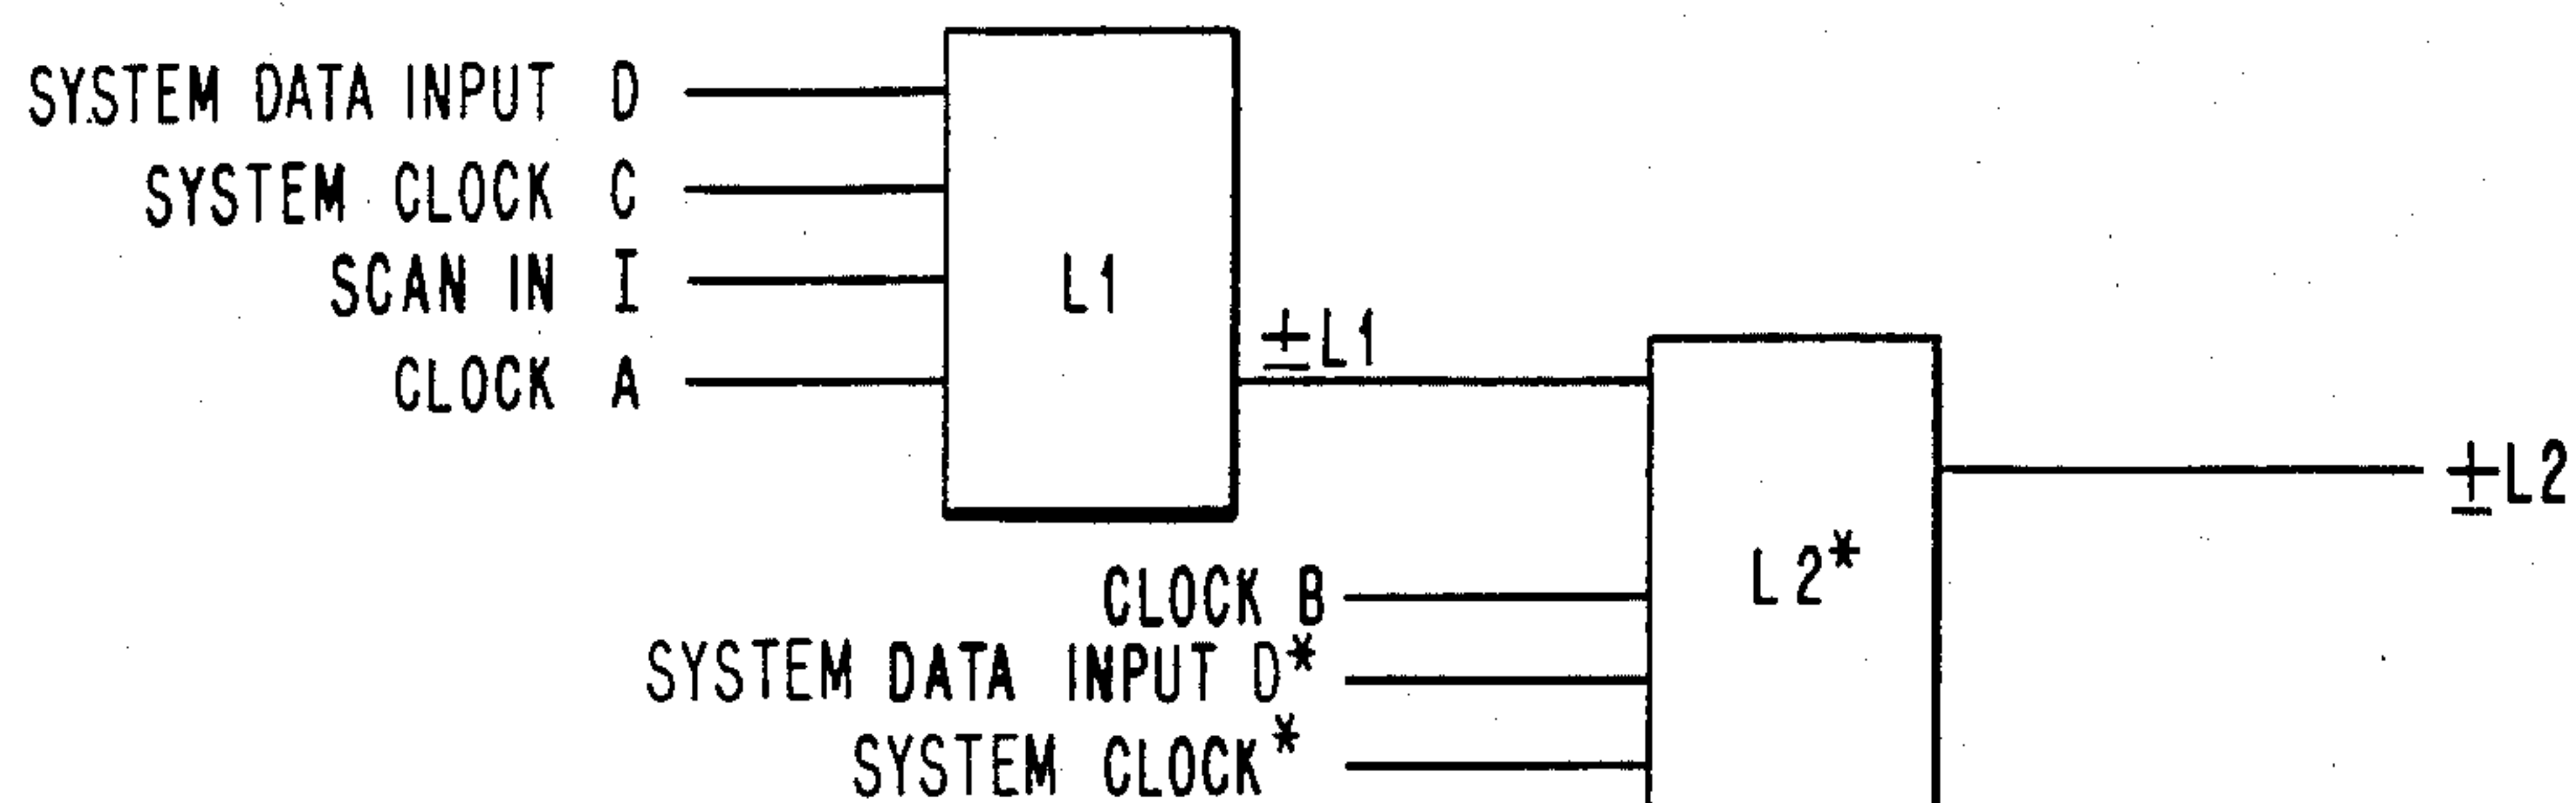 SYSTEM DATA INPUT D
SYSTEM CLOCK C
SCAN IN I
CLOCK A
L1
±L1
L2*
±L2
CLOCK B
SYSTEM DATA INPUT D*
SYSTEM CLOCK*